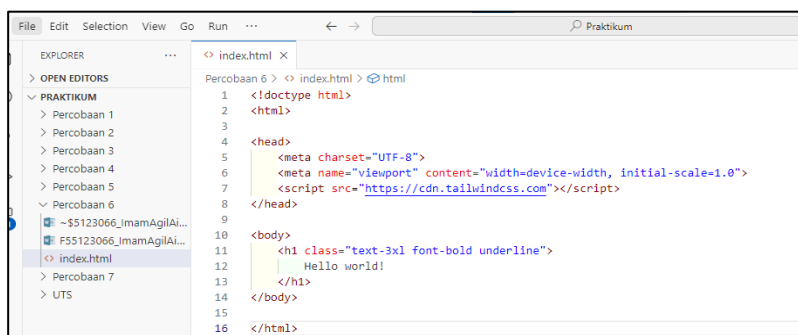 File Edit Selection View Go Run ··· ← → Praktikum
EXPLORER ···
OPEN EDITORS
PRAKTIKUM
Percobaan 1
Percobaan 2
Percobaan 3
Percobaan 4
Percobaan 5
Percobaan 6
~$5123066_ImamAgilAi...
F55123066_ImamAgilAi...
index.html
Percobaan 7
UTS
index.html ×
Percobaan 6 > index.html > html
1 <!doctype html>
2 <html>
3
4 <head>
5 <meta charset="UTF-8">
6 <meta name="viewport" content="width=device-width, initial-scale=1.0">
7 <script src="https://cdn.tailwindcss.com"></script>
8 </head>
9
10 <body>
11 <h1 class="text-3xl font-bold underline">
12 Hello world!
13 </h1>
14 </body>
15
16 </html>